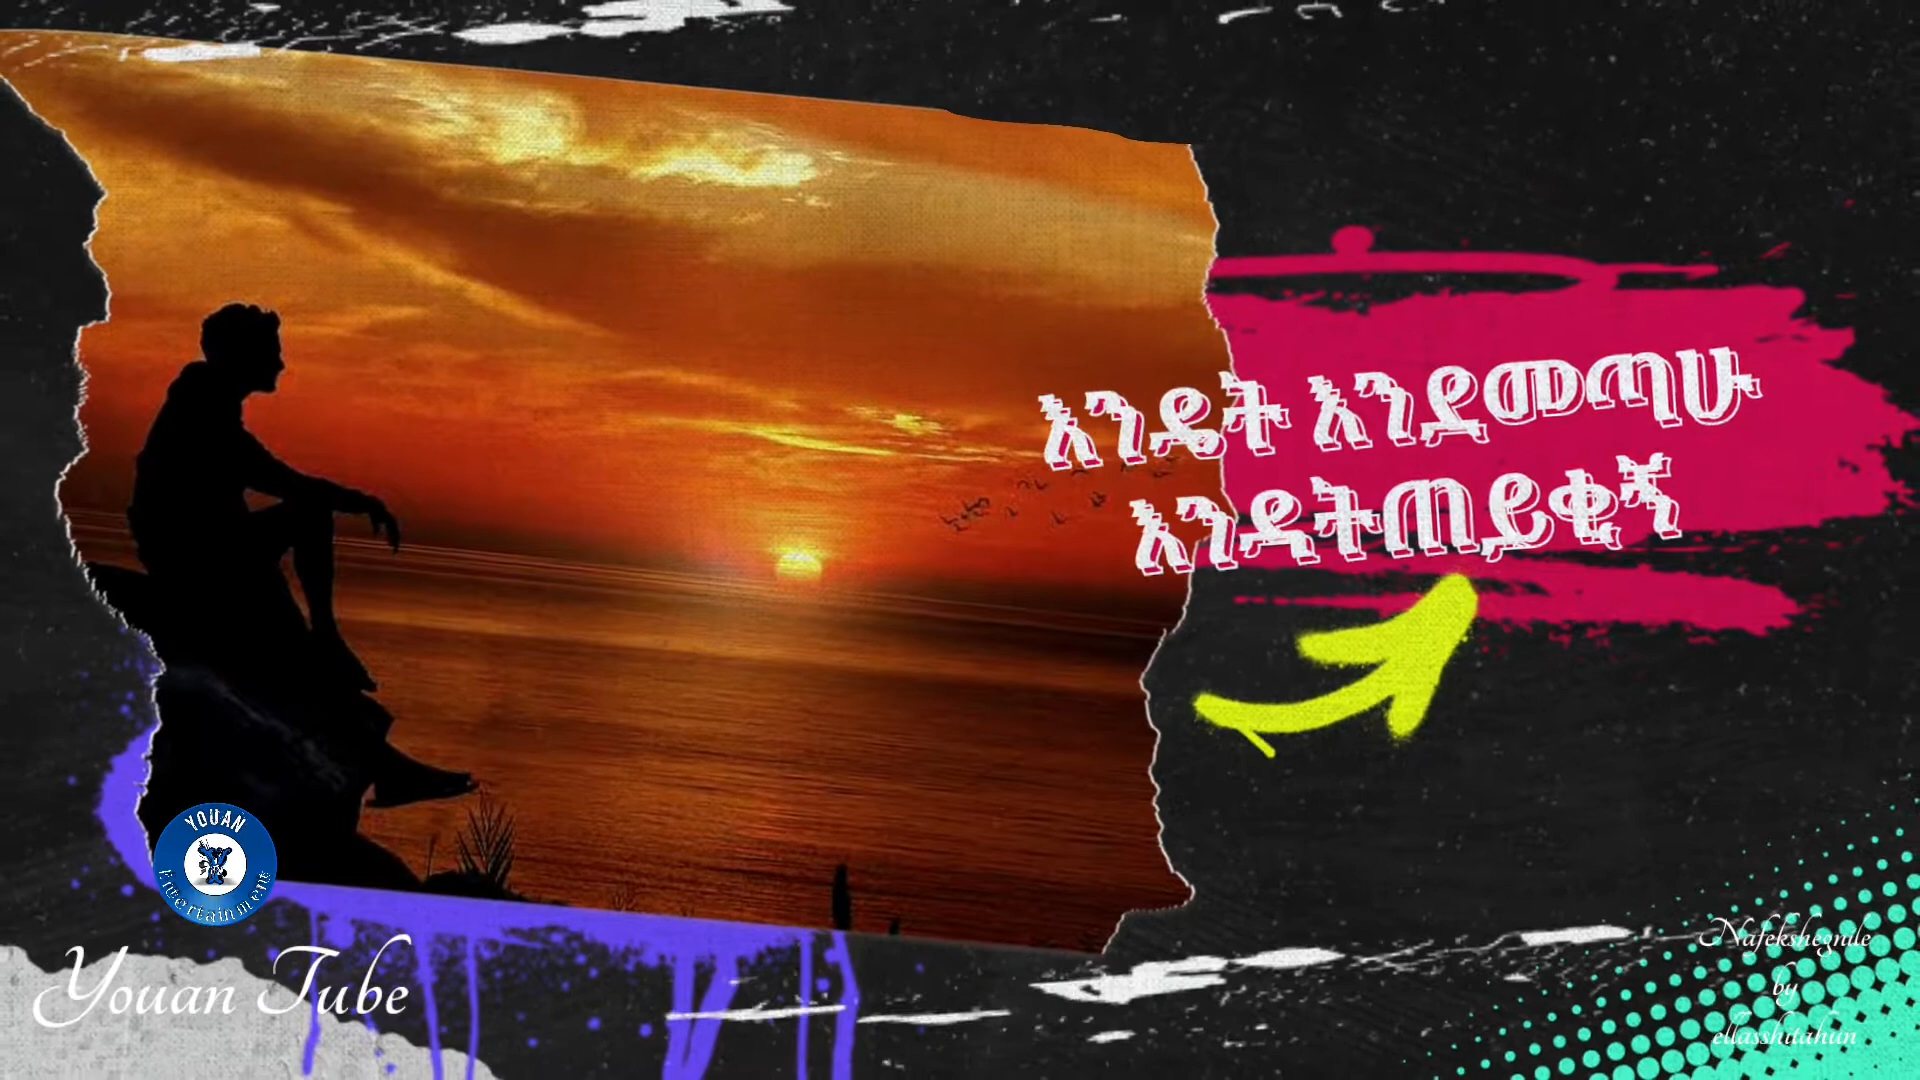 እንዴት እንደመጣሁ
እንዳትጠይቂኝ
YOUAN
Entertainment
Youan Tube
Nafekshegnile
by
ellasshitahun